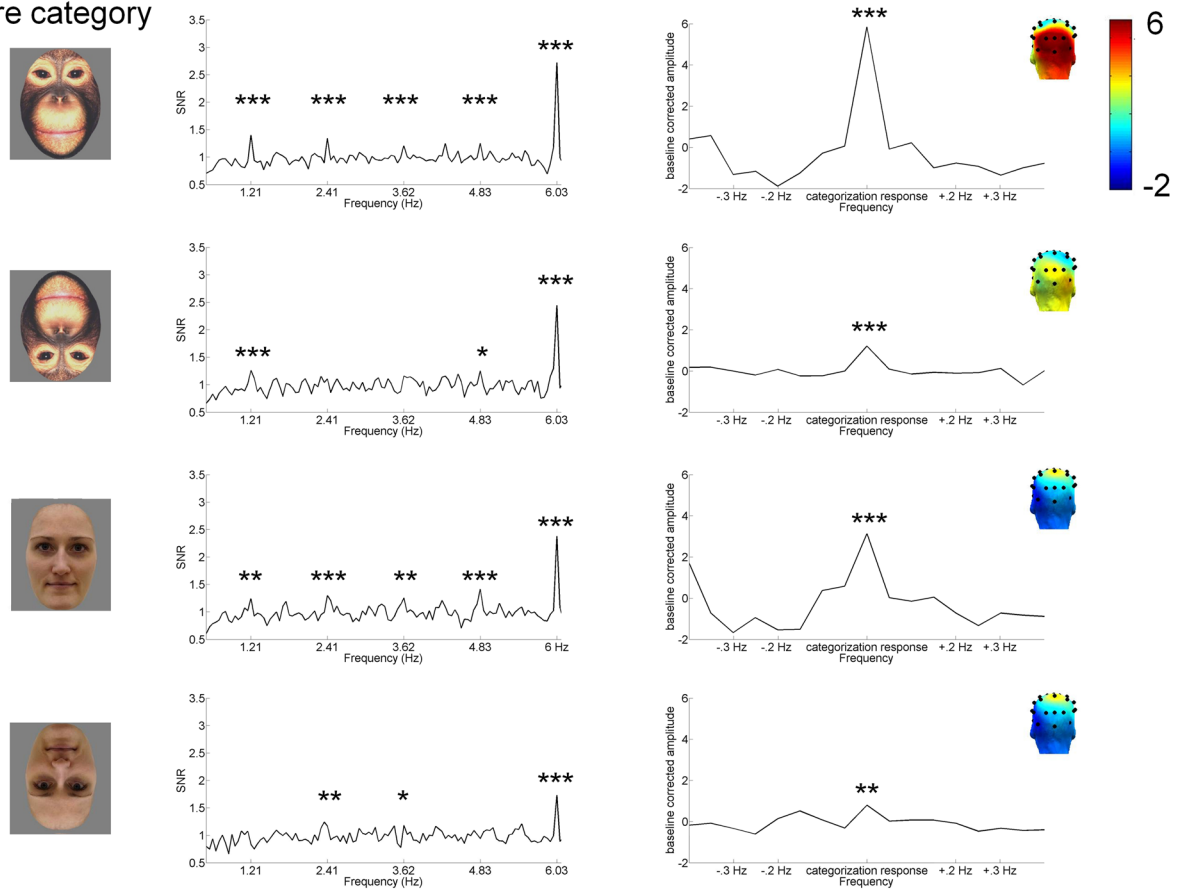 re category
3.5
3
2.5
2
1.5
1
0.5
SNR
***
***
***
***
***
1.21
2.41
3.62
4.83
6.03
Frequency (Hz)
6
4
2
0
-2
baseline corrected amplitude
***
-.3 Hz
-.2 Hz
categorization response
+.2 Hz
+.3 Hz
Frequency
6
-2
3.5
3
2.5
2
1.5
1
0.5
SNR
***
*
***
1.21
2.41
3.62
4.83
6.03
Frequency (Hz)
6
4
2
0
-2
baseline corrected amplitude
***
-.3 Hz
-.2 Hz
categorization response
+.2 Hz
+.3 Hz
Frequency
3.5
3
2.5
2
1.5
1
0.5
SNR
**
***
**
***
***
1.21
2.41
3.62
4.83
6 Hz
Frequency (Hz)
6
4
2
0
-2
baseline corrected amplitude
***
-.3 Hz
-.2 Hz
categorization response
+.2 Hz
+.3 Hz
Frequency
3.5
3
2.5
2
1.5
1
0.5
SNR
**
*
***
1.21
2.41
3.62
4.83
6.03
Frequency (Hz)
6
4
2
0
-2
baseline corrected amplitude
**
-.3 Hz
-.2 Hz
categorization response
+.2 Hz
+.3 Hz
Frequency